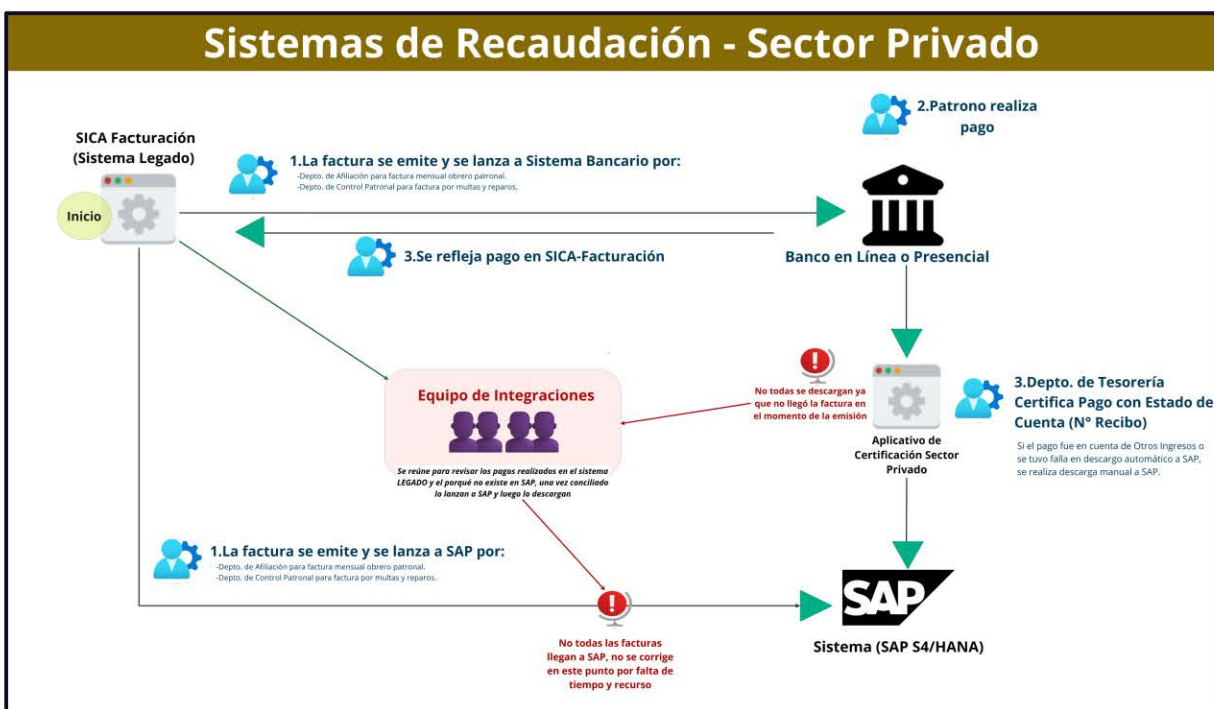 Sistemas de Recaudación - Sector Privado
SICA Facturación
(Sistema Legado)
Inicio
1.La factura se emite y se lanza a Sistema Bancario por:
-Depto. de Afiliación para factura mensual obrero patronal.
-Depto. de Control Patronal para factura por multas y reparos.
2.Patrono realiza
pago
3.Se refleja pago en SICA-Facturación
Banco en Línea o Presencial
Equipo de Integraciones
Se reúne para revisar los pagos realizados en el sistema
LEGADO y el porqué no existe en SAP, una vez conciliado
lo lanzan a SAP y luego lo descargan
No todas se descargan ya
que no llegó la factura en
el momento de la emisión
Aplicativo de
Certificación Sector
Privado
3.Depto. de Tesorería
Certifica Pago con Estado de
Cuenta (N° Recibo)
Si el pago fue en cuenta de Otros Ingresos o
se tuvo falla en descargo automático a SAP,
se realiza descarga manual a SAP.
1.La factura se emite y se lanza a SAP por:
-Depto. de Afiliación para factura mensual obrero patronal.
-Depto. de Control Patronal para factura por multas y reparos.
No todas las facturas
llegan a SAP, no se corrige
en este punto por falta de
tiempo y recurso
SAP
Sistema (SAP S4/HANA)